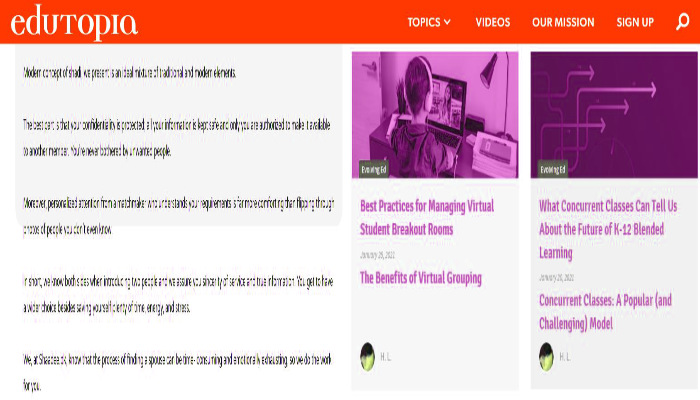 edutopia
TOPICS VIDEOS OUR MISSION SIGN UP
Modern concept of shadi, we present is an ideal mixture of traditional and modern elements.
The best part is that your confidentiality is protected; all your information is kept safe and only you are authorized to make it available
to another member. You're never bothered by unwanted people.
Moreover, personalized attention from a matchmaker who understands your requirements is far more comforting than flipping through
photos of people you don't even know.
In short, we know both sides when introducing two people and we assure you sincerity of service and true information. You get to have
a wider choice besides saving yourself plenty of time, energy, and stress.
We, at Shaadee.pk, know that the process of finding a spouse can be time- consuming and emotionally exhausting, so we do the work
for you.
Evolving Ed
Best Practices for Managing Virtual
Student Breakout Rooms
The Benefits of Virtual Grouping
H. L.
Evolving Ed
What Concurrent Classes Can Tell Us
About the Future of K-12 Blended
Learning
Concurrent Classes: A Popular (and
Challenging) Model
H. L.